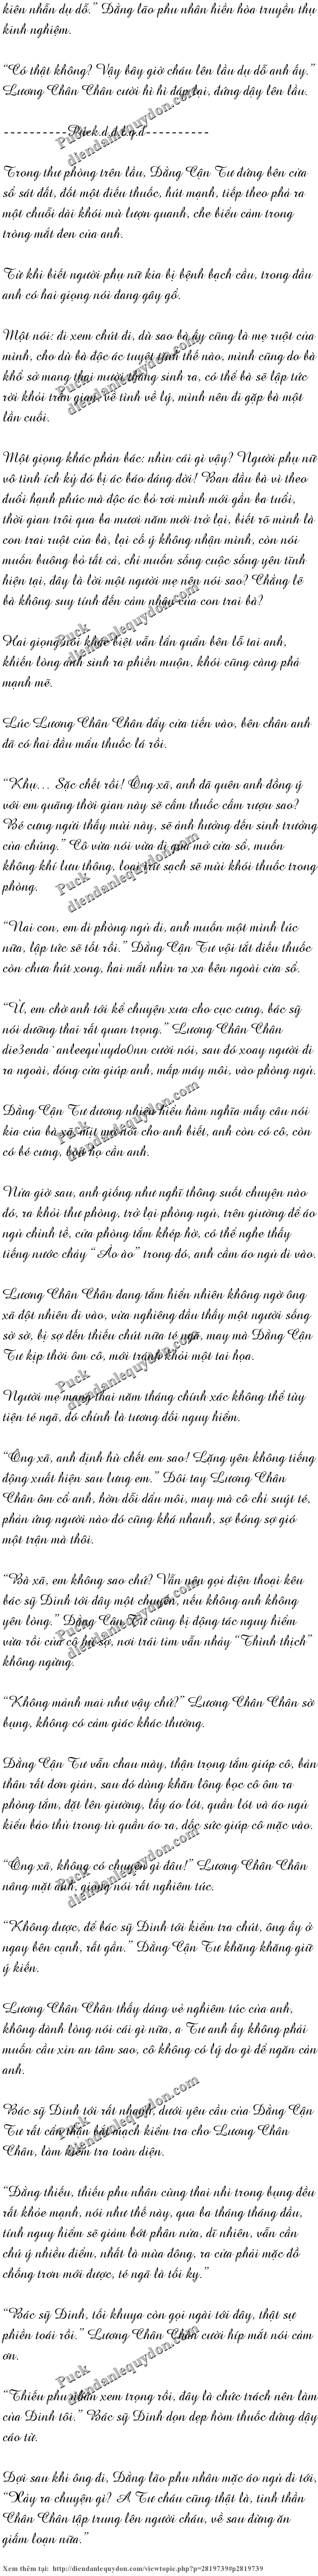 kiên nhẫn dụ dỗ." Đằng lão phu nhân hiền hòa truyền thụ
kinh nghiệm.
"Có thật không? Vậy bây giờ cháu lên lầu dụ dỗ anh ấy."
Lương Chân Chân cười hì hì đáp lại, đứng dậy lên lầu.
----------Puck.d.đ.l.q.đ----------
Trong thư phòng trên lầu, Đằng Cận Tư đứng bên cửa
sổ sát đất, đốt một điếu thuốc, hút mạnh, tiếp theo phả ra
một chuỗi dài khói mù lượn quanh, che biểu cảm trong
tròng mắt đen của anh.
Từ khi biết người phụ nữ kia bị bệnh bạch cầu, trong đầu
anh có hai giọng nói đang gây gổ.
Một nói: đi xem chút đi, dù sao bà ấy cũng là mẹ ruột của
mình, cho dù bà độc ác tuyệt tình thế nào, mình cũng do bà
khổ sở mang thai mười tháng sinh ra, có thể bà sẽ lập tức
rời khỏi trần gian, về tình về lý, mình nên đi gặp bà một
lần cuối.
Một giọng khác phản bác: nhìn cái gì vậy? Người phụ nữ
vô tình ích kỷ đó bị ác báo đáng đời! Ban đầu bà vì theo
đuổi hạnh phúc mà độc ác bỏ rơi mình mới gần ba tuổi,
thời gian trôi qua ba mươi năm mới trở lại, biết rõ mình là
con trai ruột của bà, lại cố ý không nhận mình, còn nói
muốn buông bỏ tất cả, chỉ muốn sống cuộc sống yên tĩnh
hiện tại, đây là lời một người mẹ nên nói sao? Chẳng lẽ
bà không suy tính đến cảm nhận của con trai bà?
Hai giọng nói khác biệt vẫn lẩn quẩn bên lỗ tai anh,
khiến lòng anh sinh ra phiền muộn, khói cũng càng phả
mạnh mẽ.
Lúc Lương Chân Chân đẩy cửa tiến vào, bên chân anh
đã có hai đầu mẩu thuốc lá rồi.
"Khụ… Sặc chết rồi! Ông xã, anh đã quên anh đồng ý
với em quãng thời gian này sẽ cấm thuốc cấm rượu sao?
Bé cưng ngửi thấy mùi này, sẽ ảnh hưởng đến sinh trưởng
của chúng." Cô vừa nói vừa đi qua mở cửa sổ, muốn
không khí lưu thông, loại trừ sạch sẽ mùi khói thuốc trong
phòng.
"Nai con, em đi phòng ngủ đi, anh muốn một mình lúc
nữa, lập tức sẽ tốt rồi." Đằng Cận Tư vội tắt điếu thuốc
còn chưa hút xong, hai mắt nhìn ra xa bên ngoài cửa sổ.
"Ừ, em chờ anh tới kể chuyện xưa cho cục cưng, bác sỹ
nói dưỡng thai rất quan trọng." Lương Chân Chân
die3enda`anlеequ'uydo0nn cười nói, sau đó xoay người đi
ra ngoài, đóng cửa giúp anh, mấp máy môi, vào phòng ngủ.
Đằng Cận Tư đương nhiên hiểu hàm nghĩa mấy câu nói
kia của bà xã, cô mở nói cho anh biết, anh còn có cô, còn
có bé cưng, bọn họ cần anh.
Nửa giờ sau, anh giống như nghĩ thông suốt chuyện nào
đó, ra khỏi thư phòng, trở lại phòng ngủ, trên giường để áo
ngủ chỉnh tề, cửa phòng tắm khép hờ, có thể nghe thấy
tiếng nước chảy "Ào ào" trong đó, anh cầm áo ngủ đi vào.
Lương Chân Chân đang tắm hiển nhiên không ngờ ông
xã đột nhiên đi vào, vừa nghiêng đầu thấy một người sống
sờ sờ, bị sợ đến thiếu chút nữa té ngã, may mà Đằng Cận
Tư kịp thời ôm cô, mới tránh khỏi một tai họa.
Người mẹ mang thai năm tháng chính xác không thể tùy
tiện té ngã, đó chính là tương đối nguy hiểm.
"Ông xã, anh định hù chết em sao! Lặng yên không tiếng
động xuất hiện sau lưng em." Đôi tay Lương Chân
Chân ôm cổ anh, hờn dỗi dẩu môi, may mà cô chỉ suýt té,
phản ứng người nào đó cũng khá nhanh, sợ bóng sợ gió
một trận mà thôi.
"Bà xã, em không sao chứ? Vẫn nên gọi điện thoại kêu
bác sỹ Dinh tới đây một chuyến, nếu không anh không
yên lòng." Đằng Cận Tư cũng bị động tác nguy hiểm
vừa rồi của cô hù sợ, nơi trái tim vẫn nhảy "Thình thịch"
không ngừng.
"Không mảnh mai như vậy chứ?" Lương Chân Chân sờ
bụng, không có cảm giác khác thường.
Đằng Cận Tư vẫn chau mày, thận trọng tắm giúp cô, bản
thân rất đơn giản, sau đó dùng khăn lông bọc cô ôm ra
phòng tắm, đặt lên giường, lấy áo lót, quần lót và áo ngủ
kiểu bảo thủ trong tủ quần áo ra, dốc sức giúp cô mặc vào.
"Ông xã, không có chuyện gì đâu!" Lương Chân Chân
nâng mặt anh, giọng nói rất nghiêm túc.
"Không được, để bác sỹ Dinh tới kiểm tra chút, ông ấy ở
ngay bên cạnh, rất gần." Đằng Cận Tư khăng khăng giữ
ý kiến.
Lương Chân Chân thấy dáng vẻ nghiêm túc của anh,
không đành lòng nói cái gì nữa, a Tư anh ấy không phải
muốn cầu xin an tâm sao, cô không có lý do gì để ngăn cản
anh.
Bác sỹ Dinh tới rất nhanh, dưới yêu cầu của Đằng Cận
Tư rất cẩn thận bắt mạch kiểm tra cho Lương Chân
Chân, làm kiểm tra toàn diện.
"Đằng thiếu, thiếu phu nhân cùng thai nhi trong bụng đều
rất khỏe mạnh, nói như thế này, qua ba tháng tháng đầu,
tính nguy hiểm sẽ giảm bớt phân nửa, dĩ nhiên, vẫn cần
chú ý nhiều điểm, nhất là mùa đông, ra cửa phải mặc đồ
chống trơn mới được, té ngã là tối kỵ."
"Bác sỹ Dinh, tối khuya còn gọi ngài tới đây, thật sự
phiền toái rồi." Lương Chân Chân cười híp mắt nói cảm
ơn.
"Thiếu phu nhân xem trọng rồi, đây là chức trách nên làm
của Dinh tôi." Bác sỹ Dinh dọn dẹp hòm thuốc đứng dậy
cáo từ.
Đợi sau khi ông đi, Đằng lão phu nhân mặc áo ngủ đi tới,
"Xảy ra chuyện gì? A Tư cháu cũng thật là, tinh thần
Chân Chân tập trung lên người cháu, về sau đừng ăn
giấm loạn nữa."
Xem thêm tại: http://diendanlequydon.com/viewtopic.php?p=2819739#p2819739